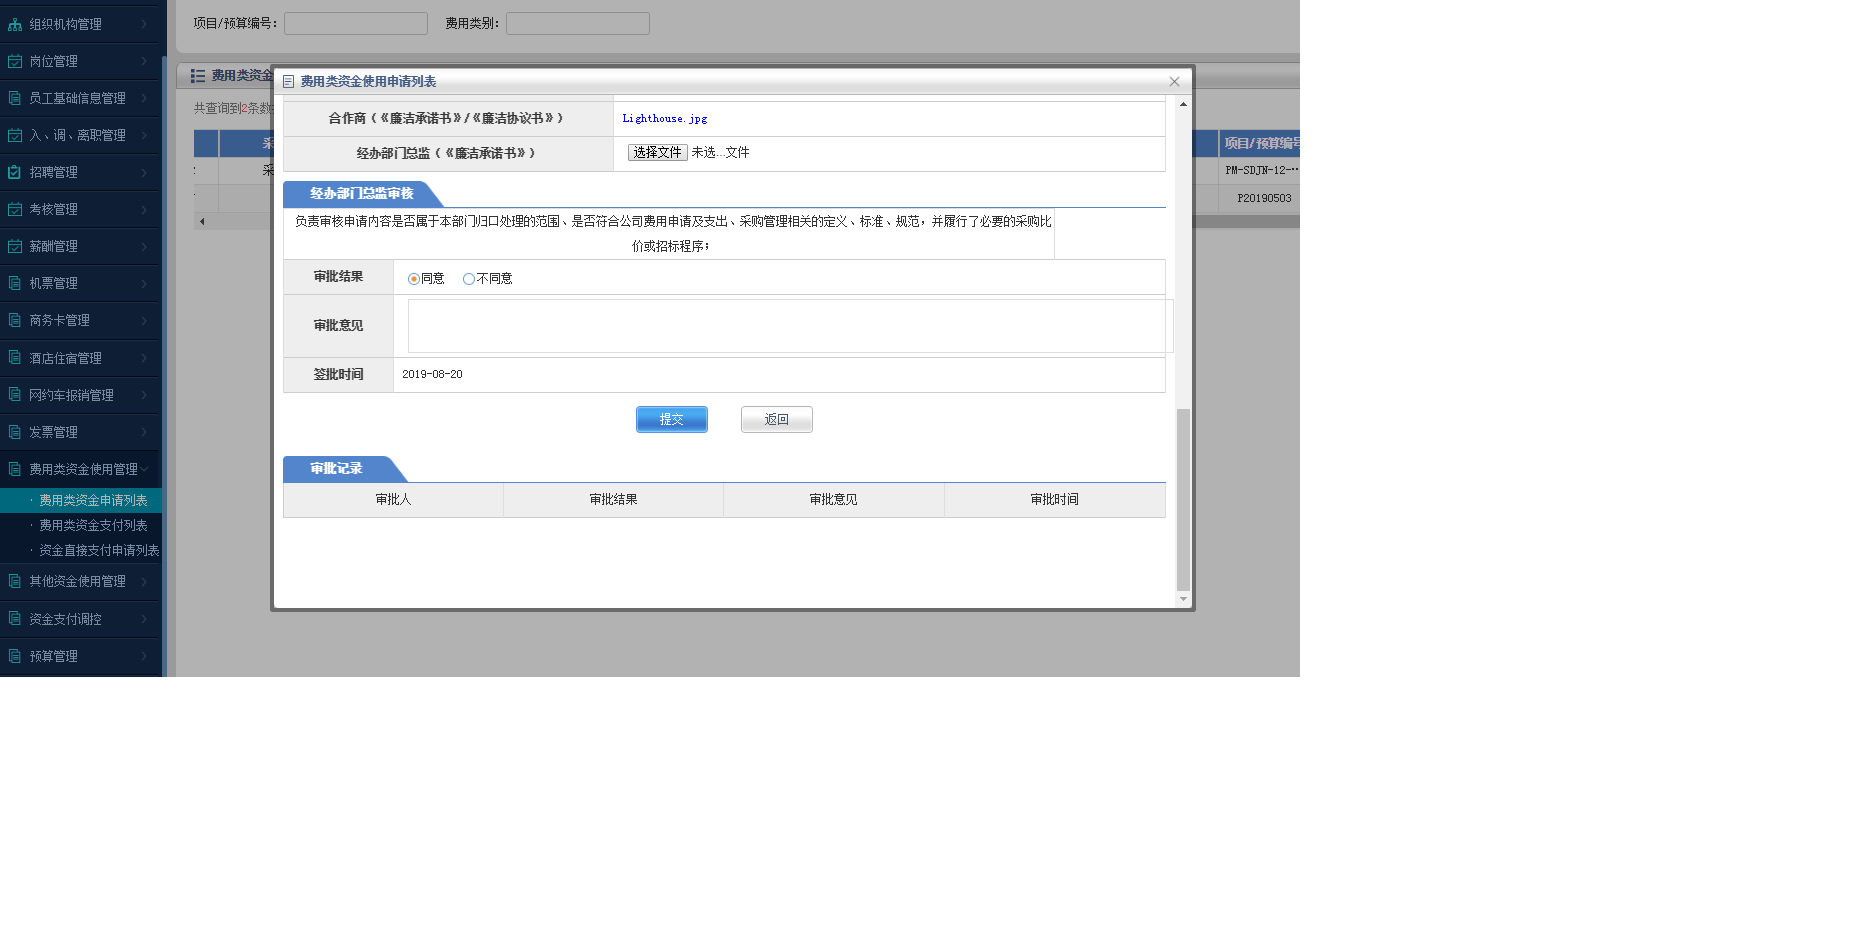 组织机构管理
岗位管理
员工基础信息管理
入、调、离职管理
招聘管理
考核管理
薪酬管理
机票管理
商务卡管理
酒店住宿管理
网约车报销管理
发票管理
费用类资金使用管理
· 费用类资金申请列表
· 费用类资金支付列表
· 资金直接支付申请列表
其他资金使用管理
资金支付调控
预算管理
项目/预算编号： 费用类别：
费用类资金
共查询到2条数
采 项目/预算编号
采 PM-SDJN-12-···
P20190503
费用类资金使用申请列表
合作商（《廉洁承诺书》/《廉洁协议书》） Lighthouse.jpg
经办部门总监（《廉洁承诺书》） 选择文件 未选...文件
经办部门总监审核
负责审核申请内容是否属于本部门归口处理的范围、是否符合公司费用申请及支出、采购管理相关的定义、标准、规范，并履行了必要的采购比
价或招标程序；
审批结果 同意 不同意
审批意见
签批时间 2019-08-20
提交 返回
审批记录
审批人 审批结果 审批意见 审批时间